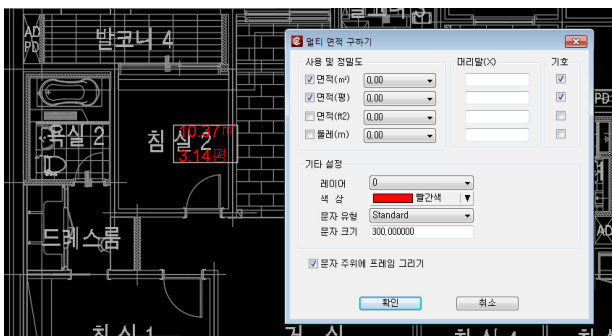 AD
PD
발코니 4
욕실 2
침 실 2
10.37㎡
3.14평
드레스룸
침 실 1
거 실
멀티 면적 구하기
사용 및 정밀도
머리말(X)
기호
면적(㎡)
0.00
면적(평)
0.00
면적(ft2)
0.00
둘레(m)
0.00
기타 설정
레이어
0
색 상
빨간색
문자 유형
Standard
문자 크기
300.000000
문자 주위에 프레임 그리기
확인
취소
PD
AD